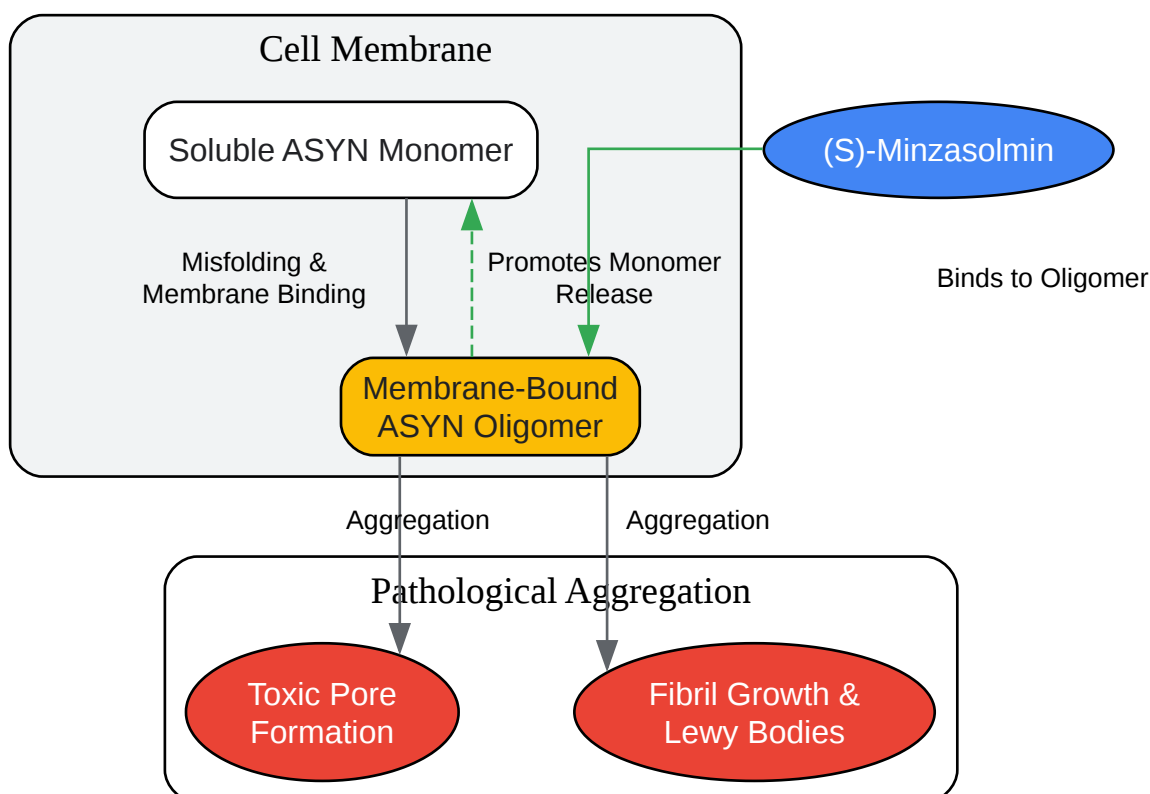 Cell Membrane
Soluble ASYN Monomer
(S)-Minzasolmin
Misfolding &
Membrane Binding
Promotes Monomer
Release
Binds to Oligomer
Membrane-Bound
ASYN Oligomer
Aggregation
Aggregation
Pathological Aggregation
Toxic Pore
Formation
Fibril Growth &
Lewy Bodies